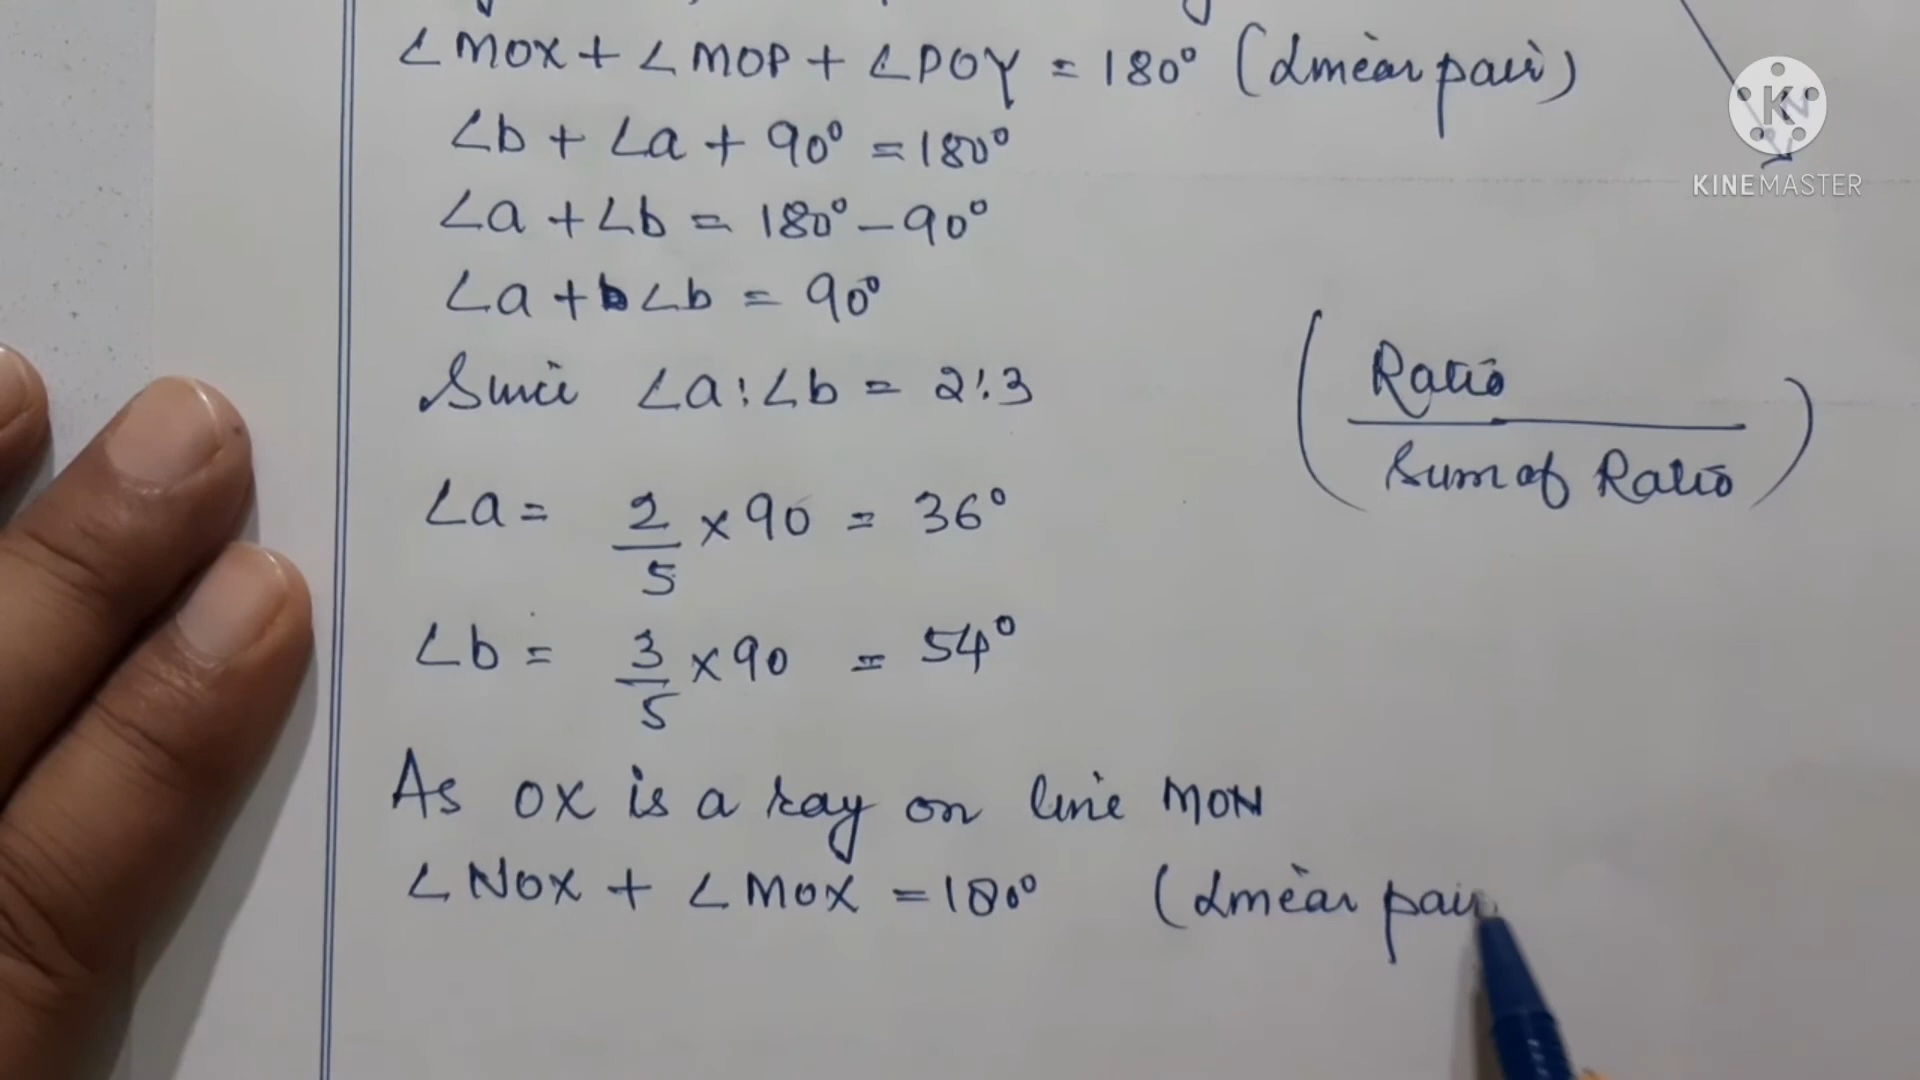 ∠MOX + ∠MOP + ∠POY = 180° (Linear pair)
∠b + ∠a + 90° = 180°
∠a + ∠b = 180° - 90°
∠a + b ∠b = 90°
Since ∠a : ∠b = 2:3
( Ratio / Sum of Ratio )
∠a = 2/5 × 90 = 36°
∠b = 3/5 × 90 = 54°
As OX is a ray on line MON
∠NOX + ∠MOX = 180° (Linear pair
K
KINEMASTER